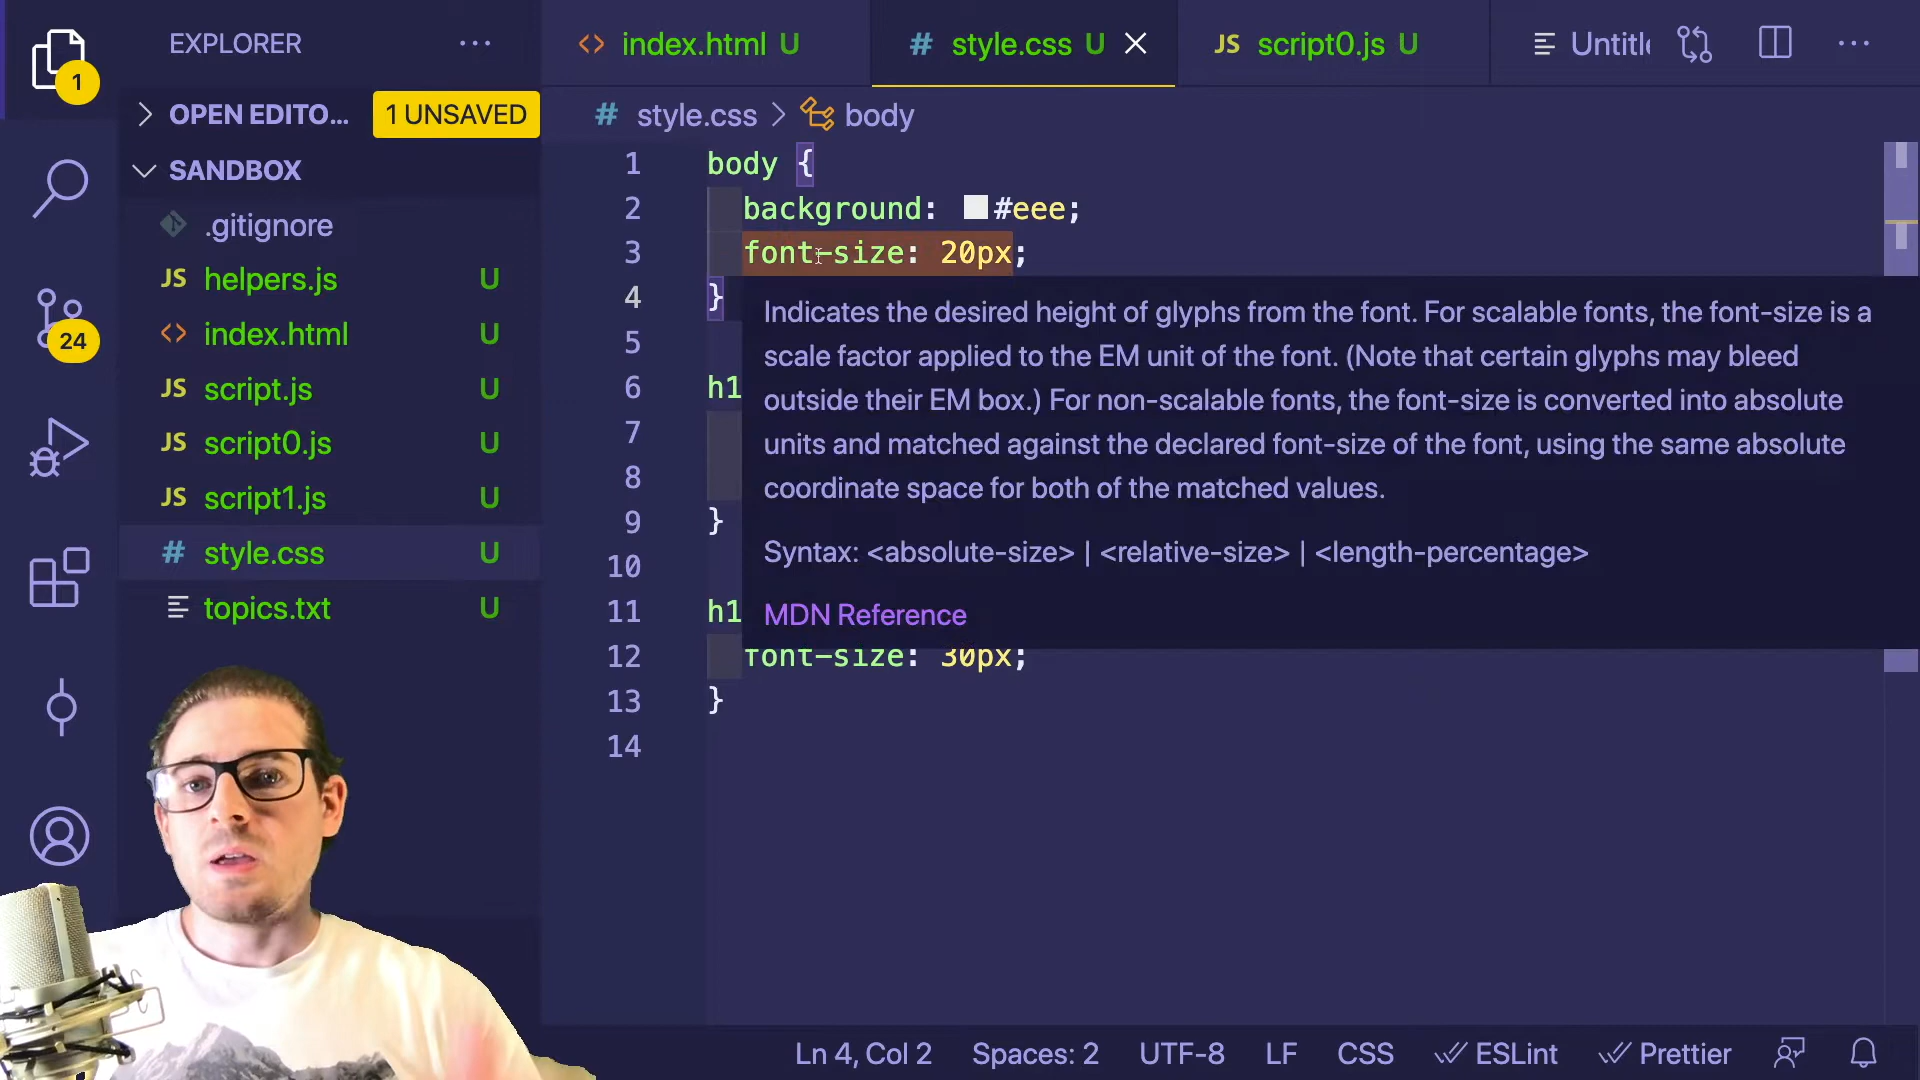 EXPLORER
index.html U
style.css U
JS script0.js U
Untitl
1
OPEN EDITO... 1 UNSAVED
# style.css > body
SANDBOX
.gitignore
JS helpers.js U
index.html U
JS script.js U
JS script0.js U
JS script1.js U
# style.css U
topics.txt U
24
1 body {
2 background: #eee;
3 font-size: 20px;
4 }
5
6 h1
7
8
9 }
10
11 h1
12 font-size: 30px;
13 }
14
Indicates the desired height of glyphs from the font. For scalable fonts, the font-size is a
scale factor applied to the EM unit of the font. (Note that certain glyphs may bleed
outside their EM box.) For non-scalable fonts, the font-size is converted into absolute
units and matched against the declared font-size of the font, using the same absolute
coordinate space for both of the matched values.
Syntax: <absolute-size> | <relative-size> | <length-percentage>
MDN Reference
Ln 4, Col 2 Spaces: 2 UTF-8 LF CSS ESLint Prettier